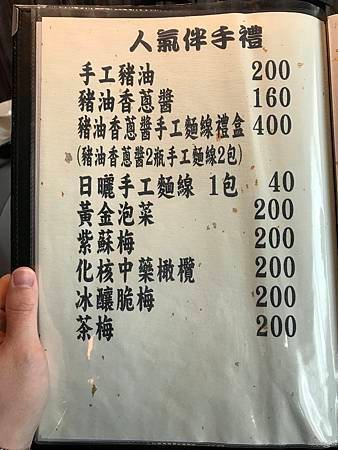 人氣伴手禮
手工豬油 200
豬油香蔥醬 160
豬油香蔥醬手工麵線禮盒 400
(豬油香蔥醬2瓶手工麵線2包)
日曬手工麵線 1包 40
黃金泡菜 200
紫蘇梅 200
化核中藥橄欖 200
冰釀脆梅 200
茶梅 200